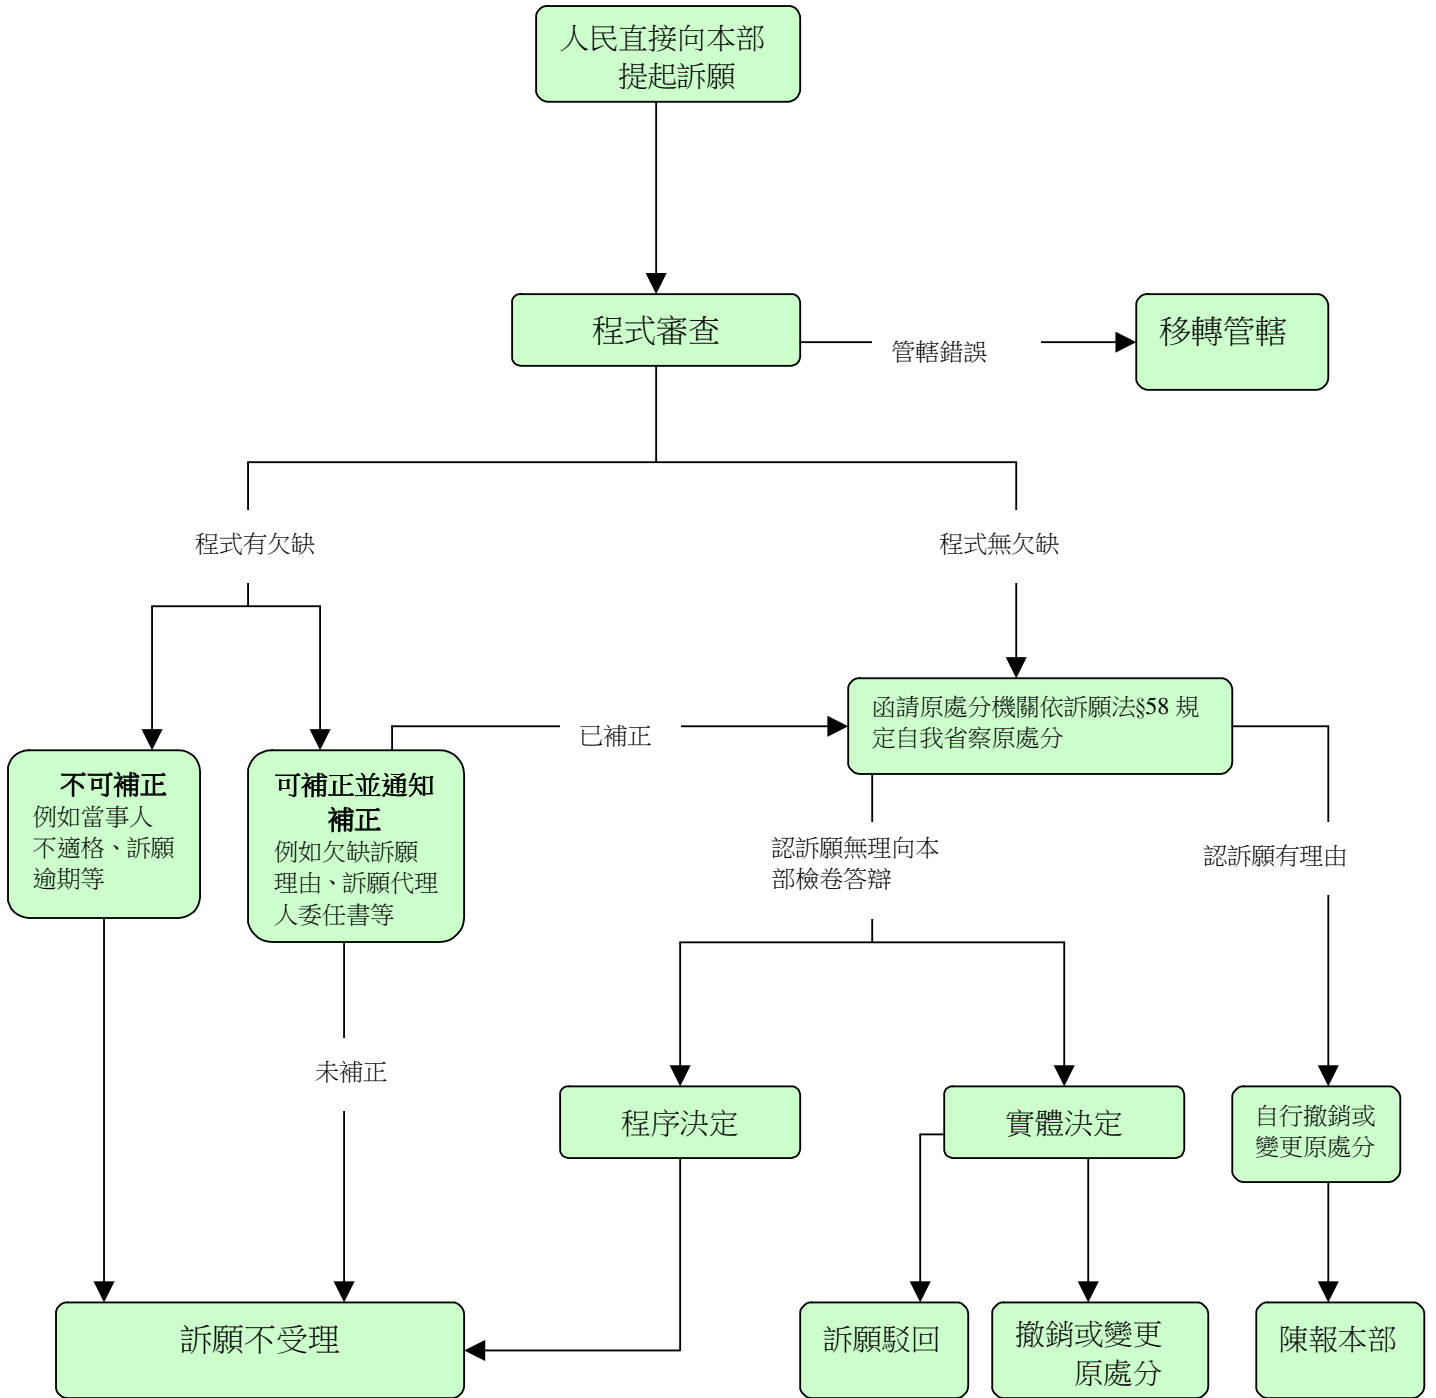 人民直接向本部
提起訴願
程式審查
管轄錯誤
移轉管轄
程式有欠缺
程式無欠缺
已補正
函請原處分機關依訴願法§58 規
定自我省察原處分
不可補正
例如當事人
不適格、訴願
逾期等
可補正並通知
補正
例如欠缺訴願
理由、訴願代理
人委任書等
認訴願無理向本
部檢卷答辯
認訴願有理由
未補正
程序決定
實體決定
自行撤銷或
變更原處分
訴願不受理
訴願駁回
撤銷或變更
原處分
陳報本部